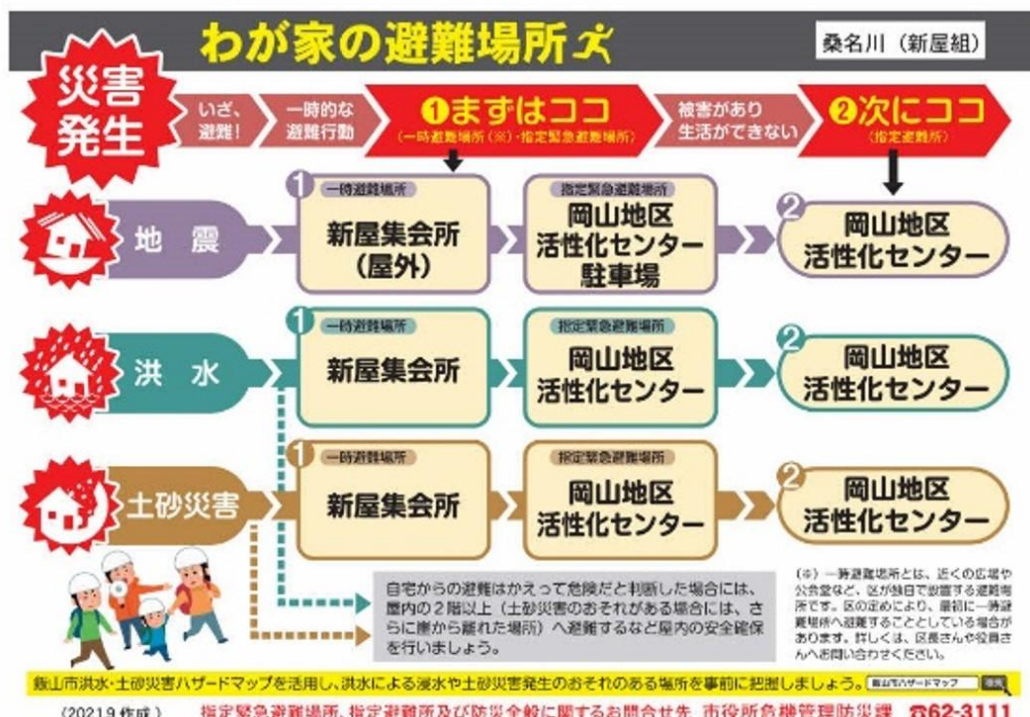 わが家の避難場所
桑名川（新屋組）
災害
発生
いざ、
避難!
一時的な
避難行動
❶まずはココ
(一時避難場所(※)・指定緊急避難場所)
被害があり
生活ができない
❷次にココ
(指定避難所)
地 震
1
一時避難場所
新屋集会所
(屋外)
指定緊急避難場所
岡山地区
活性化センター
駐車場
2
岡山地区
活性化センター
洪 水
1
一時避難場所
新屋集会所
指定緊急避難場所
岡山地区
活性化センター
2
岡山地区
活性化センター
土砂災害
1
一時避難場所
新屋集会所
指定緊急避難場所
岡山地区
活性化センター
2
岡山地区
活性化センター
自宅からの避難はかえって危険だと判断した場合には、
屋内の2階以上（土砂災害のおそれがある場合には、さ
らに崖から離れた場所）へ避難するなど屋内の安全確保
を行いましょう。
(※) 一時避難場所とは、近くの広場や
公会堂など、区が独自で設置する避難場
所です。区の定めにより、最初に一時避
難場所へ避難することとしている場合が
あります。詳しくは、区長さんや役員さ
んへお問い合わせください。
飯山市洪水・土砂災害ハザードマップを活用し、洪水による浸水や土砂災害発生のおそれのある場所を事前に把握しましょう。
飯山市ハザードマップ
検索
(2021.9 作成)
指定緊急避難場所、指定避難所及び防災全般に関するお問合せ先 市役所危機管理防災課 ☎62-3111